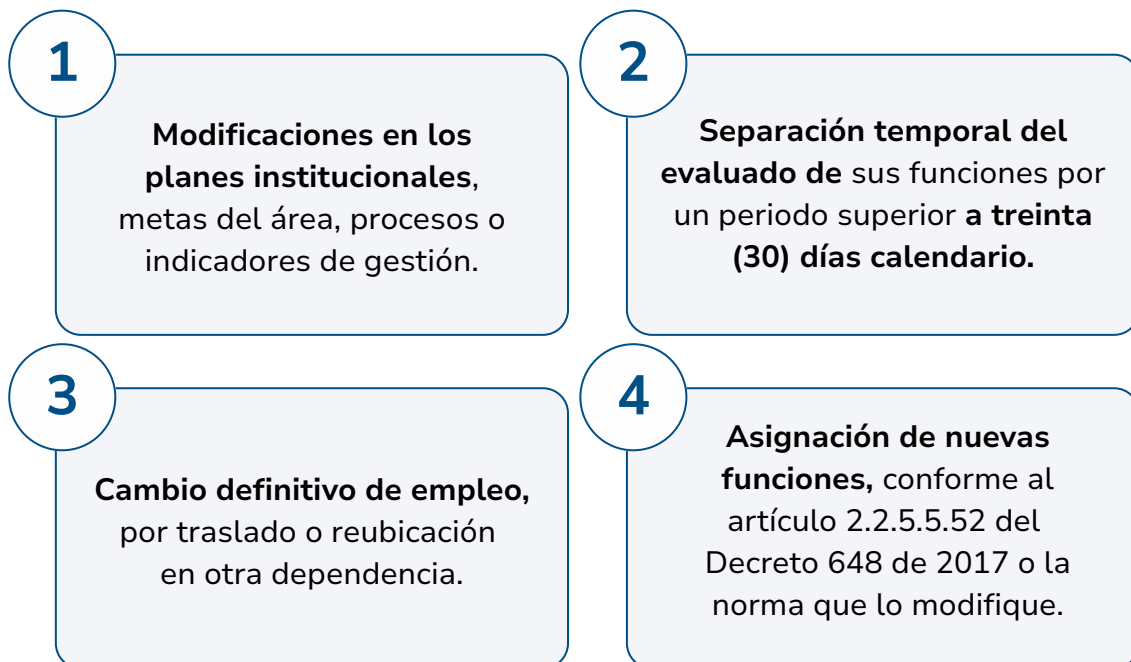 1
Modificaciones en los
planes institucionales,
metas del área, procesos o
indicadores de gestión.
2
Separación temporal del
evaluado de sus funciones por
un periodo superior a treinta
(30) días calendario.
3
Cambio definitivo de empleo,
por traslado o reubicación
en otra dependencia.
4
Asignación de nuevas
funciones, conforme al
artículo 2.2.5.5.52 del
Decreto 648 de 2017 o la
norma que lo modifique.